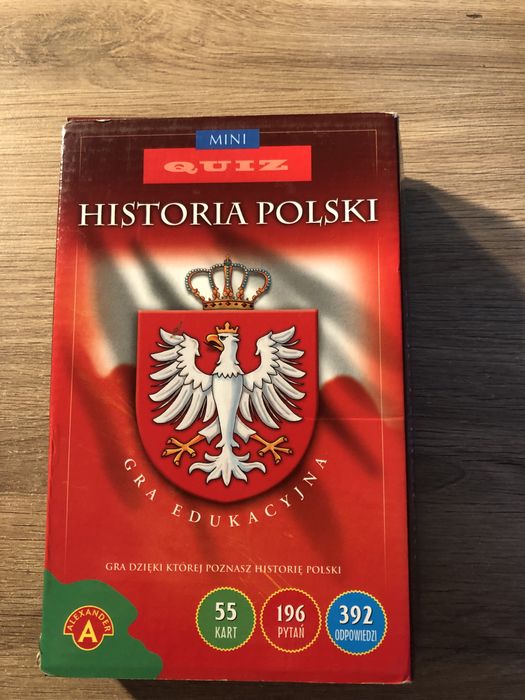 MINI
QUIZ
HISTORIA POLSKI
GRA EDUKACYJNA
GRA DZIĘKI KTÓREJ POZNASZ HISTORIĘ POLSKI
ALEXANDER
A
55
KART
196
PYTAŃ
392
ODPOWIEDZI